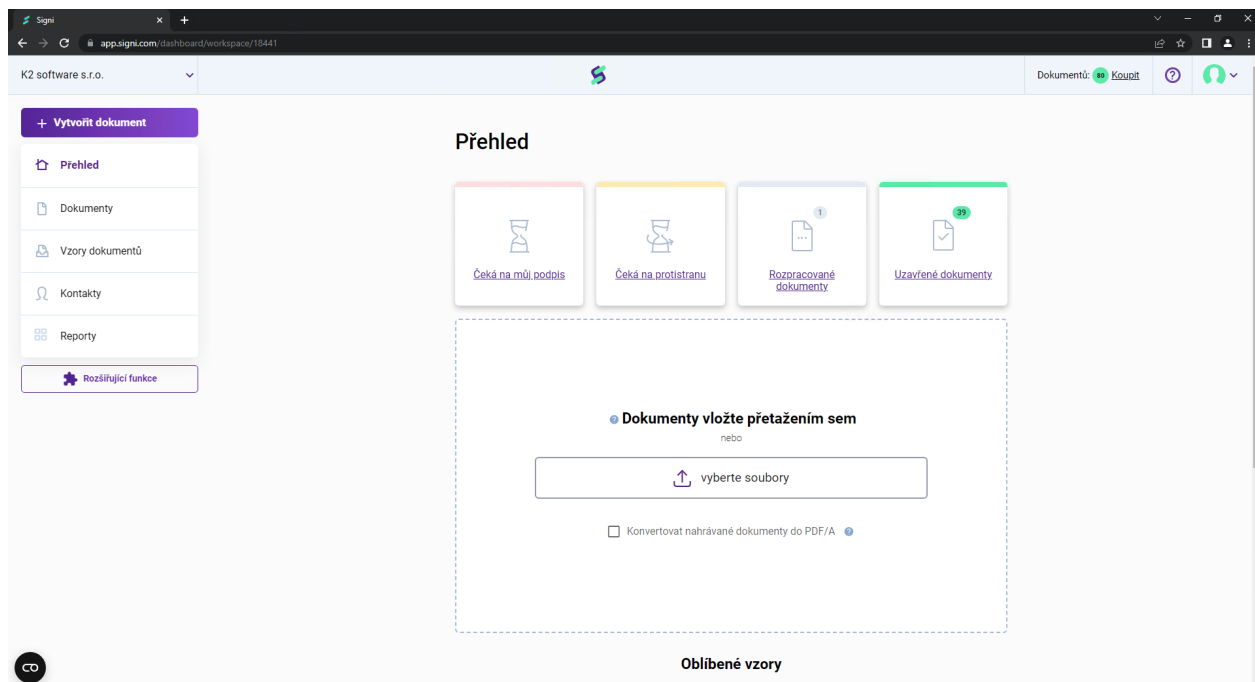 Signi
app.signi.com/dashboard/workspace/18441
K2 software s.r.o.
Dokumentů: 80 Koupit
+ Vytvořit dokument
Přehled
Dokumenty
Vzory dokumentů
Kontakty
Reporty
Rozšiřující funkce
Přehled
Čeká na můj podpis
Čeká na protistranu
1
Rozpracované
dokumenty
39
Uzavřené dokumenty
Dokumenty vložte přetažením sem
nebo
vyberte soubory
Konvertovat nahrávané dokumenty do PDF/A
Oblíbené vzory